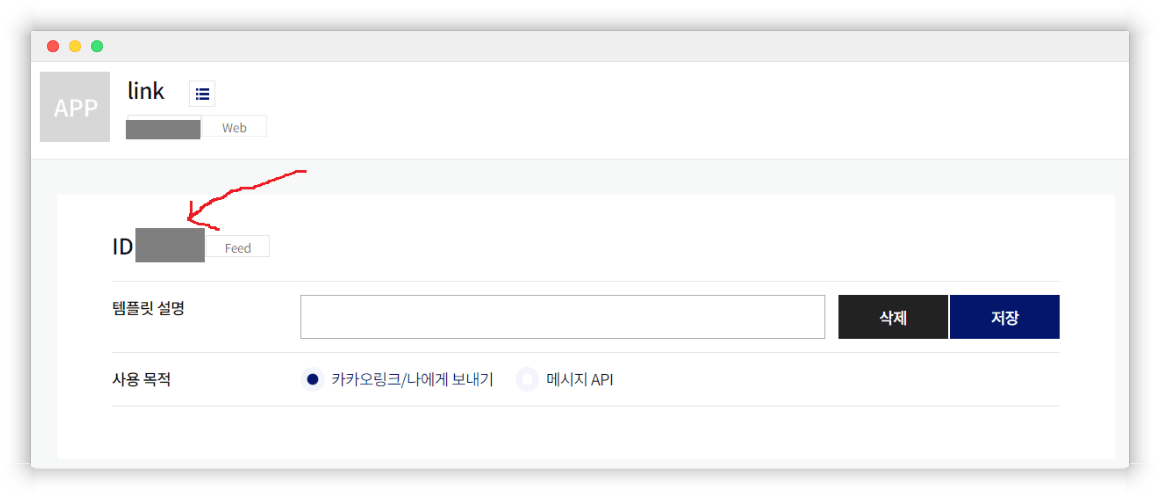 APP
link
Web
ID
Feed
템플릿 설명
삭제
저장
사용 목적
카카오링크/나에게 보내기
메시지 API